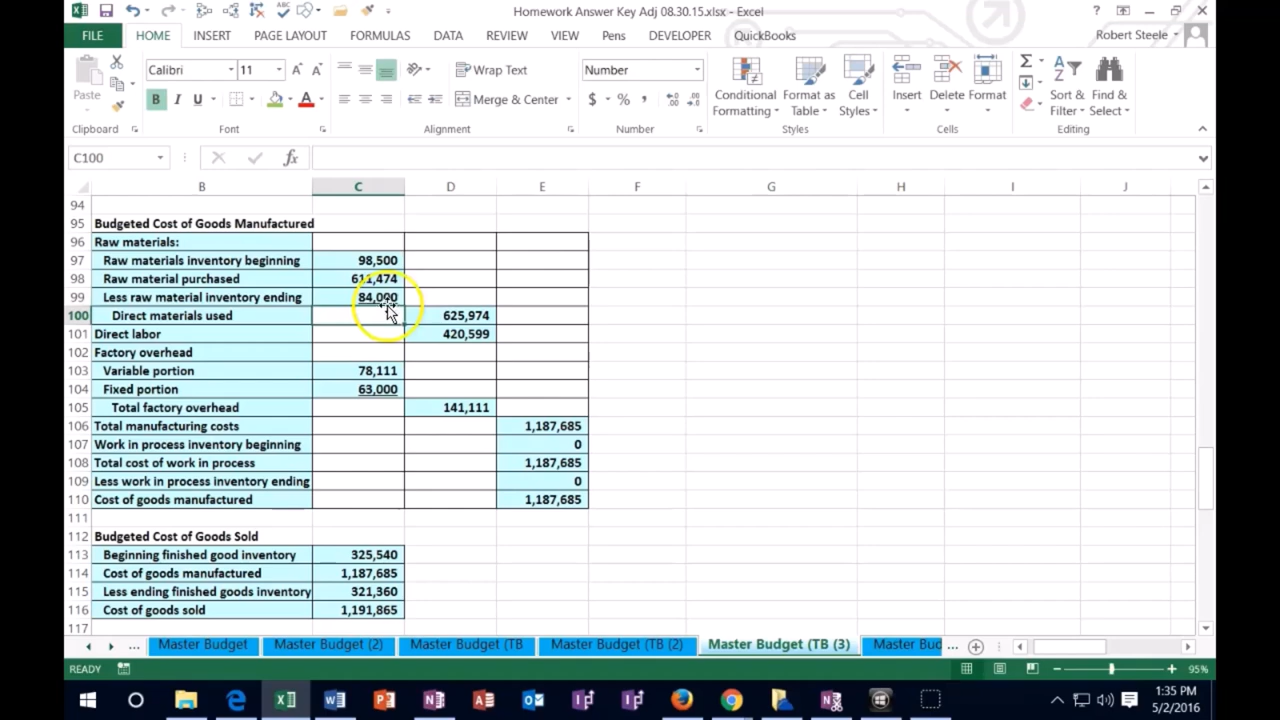 Homework Answer Key Adj 08.30.15.xlsx - Excel
FILE HOME INSERT PAGE LAYOUT FORMULAS DATA REVIEW VIEW Pens DEVELOPER QuickBooks Robert Steele
Paste Calibri 11 Wrap Text Number Conditional Formatting Format as Table Cell Styles Insert Delete Format Sort & Filter Find & Select
B I U A Merge & Center $ % ,
Clipboard Font Alignment Number Styles Cells Editing
C100 fx
B C D E F G H I J
94
95 Budgeted Cost of Goods Manufactured
96 Raw materials:
97 Raw materials inventory beginning 98,500
98 Raw material purchased 611,474
99 Less raw material inventory ending 84,000
100 Direct materials used 625,974
101 Direct labor 420,599
102 Factory overhead
103 Variable portion 78,111
104 Fixed portion 63,000
105 Total factory overhead 141,111
106 Total manufacturing costs 1,187,685
107 Work in process inventory beginning 0
108 Total cost of work in process 1,187,685
109 Less work in process inventory ending 0
110 Cost of goods manufactured 1,187,685
111
112 Budgeted Cost of Goods Sold
113 Beginning finished good inventory 325,540
114 Cost of goods manufactured 1,187,685
115 Less ending finished goods inventory 321,360
116 Cost of goods sold 1,191,865
117
... Master Budget Master Budget (2) Master Budget (TB Master Budget (TB (2) Master Budget (TB (3) Master Bud ...
READY 95%
1:35 PM
5/2/2016